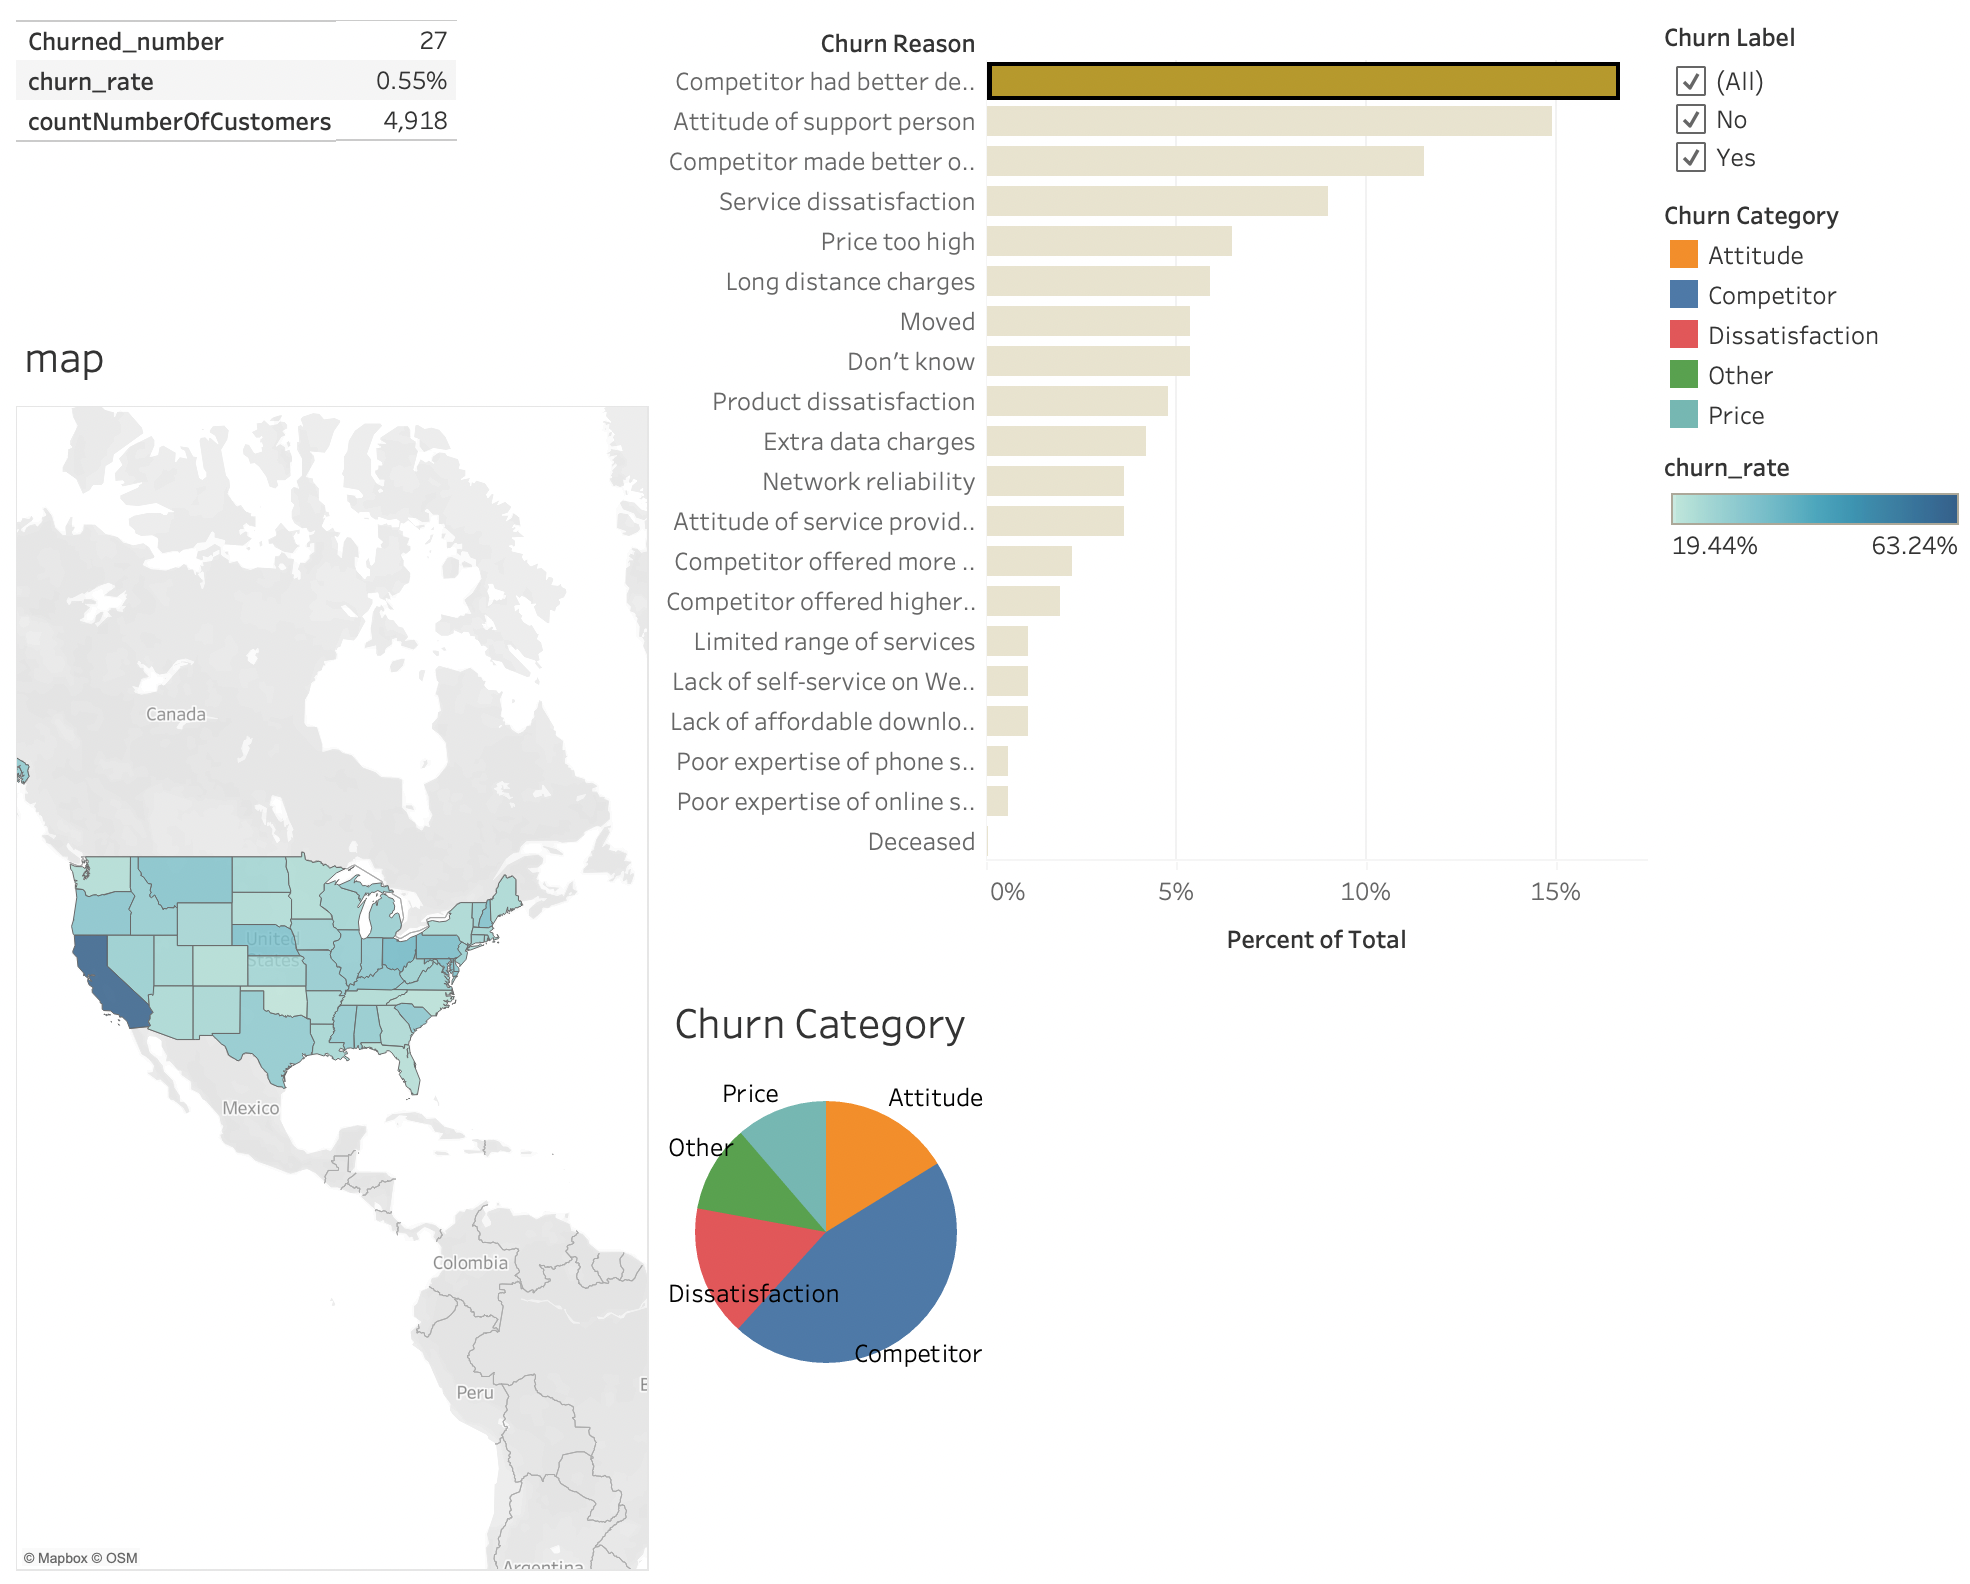 Churned_number 27
churn_rate 0.55%
countNumberOfCustomers 4,918
map
Canada
United
States
Mexico
Colombia
Peru
Argentina
© Mapbox © OSM
Churn Reason
Competitor had better de..
Attitude of support person
Competitor made better o..
Service dissatisfaction
Price too high
Long distance charges
Moved
Don't know
Product dissatisfaction
Extra data charges
Network reliability
Attitude of service provid..
Competitor offered more ..
Competitor offered higher..
Limited range of services
Lack of self-service on We..
Lack of affordable downlo..
Poor expertise of phone s..
Poor expertise of online s..
Deceased
0% 5% 10% 15%
Percent of Total
Churn Category
Price
Attitude
Other
Dissatisfaction
Competitor
Churn Label
(All)
No
Yes
Churn Category
Attitude
Competitor
Dissatisfaction
Other
Price
churn_rate
19.44% 63.24%